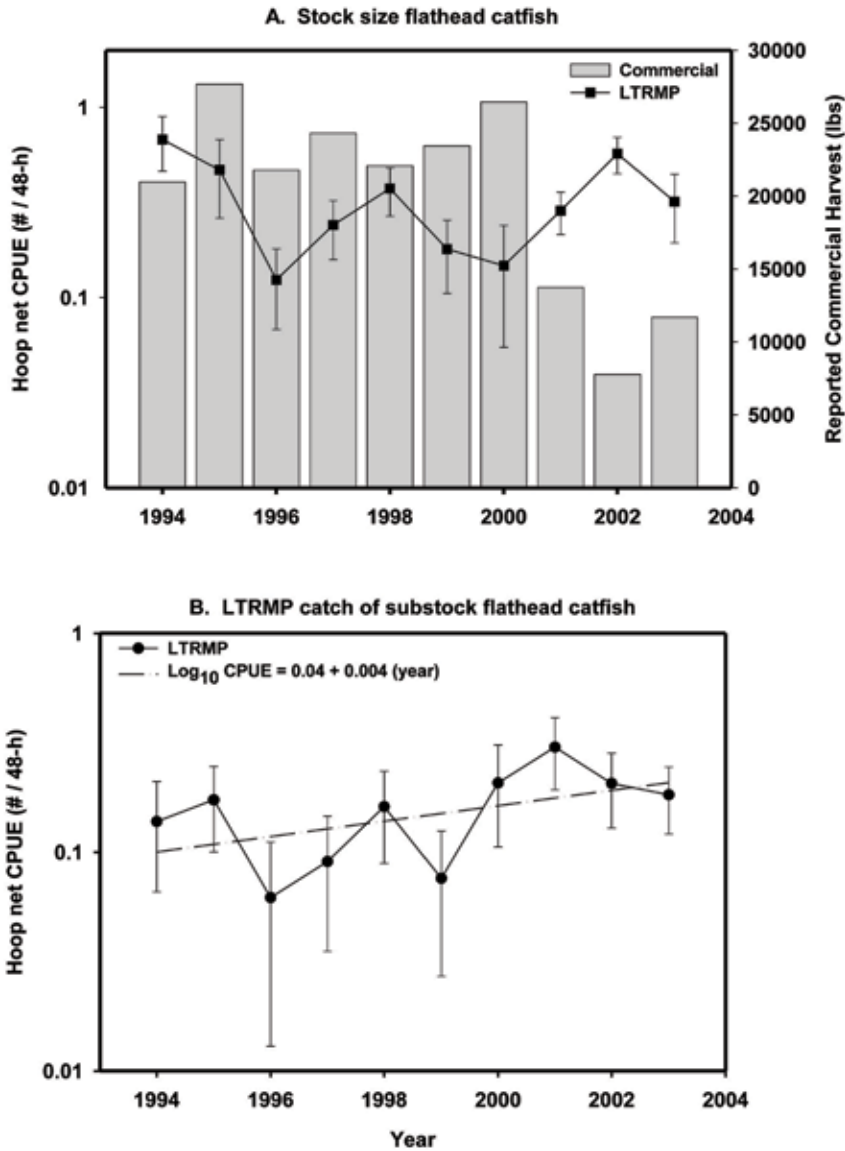 A. Stock size flathead catfish
Commercial
LTRMP
Hoop net CPUE (# / 48-h)
1
0.1
0.01
Reported Commercial Harvest (lbs)
30000
25000
20000
15000
10000
5000
0
1994 1996 1998 2000 2002 2004
B. LTRMP catch of substock flathead catfish
LTRMP
Log10 CPUE = 0.04 + 0.004 (year)
Hoop net CPUE (# / 48-h)
1
0.1
0.01
1994 1996 1998 2000 2002 2004
Year